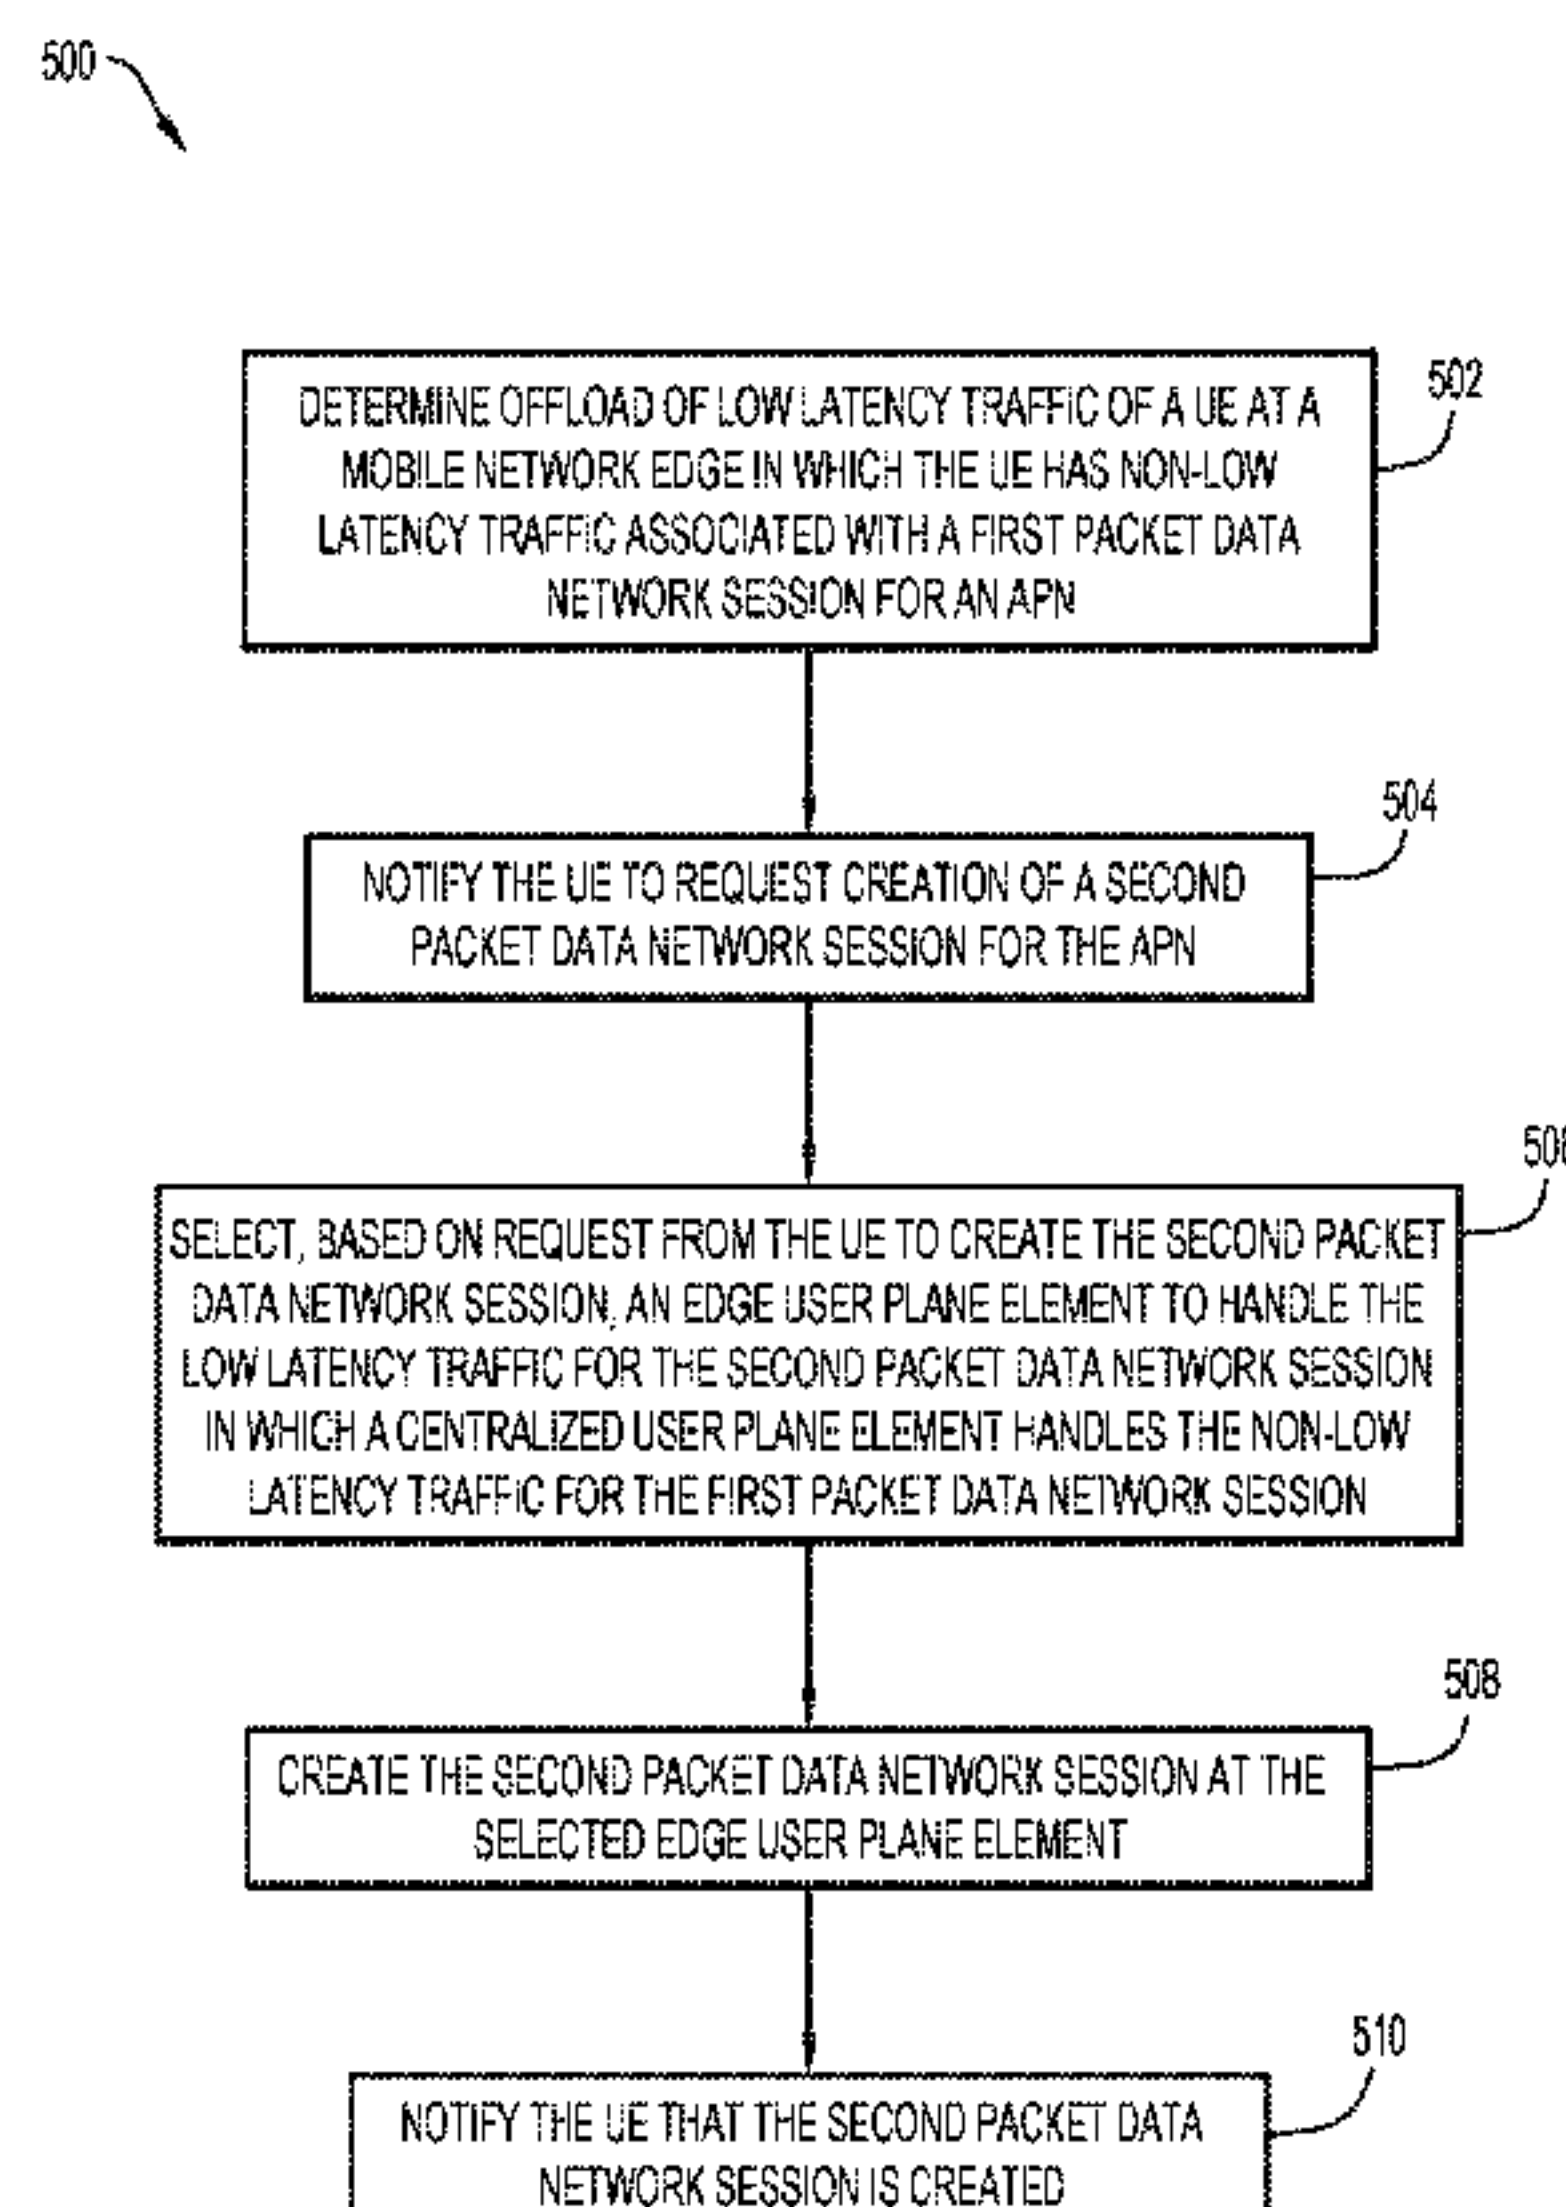 500
502
DETERMINE OFFLOAD OF LOW LATENCY TRAFFIC OF A UE AT A
MOBILE NETWORK EDGE IN WHICH THE UE HAS NON-LOW
LATENCY TRAFFIC ASSOCIATED WITH A FIRST PACKET DATA
NETWORK SESSION FOR AN APN
504
NOTIFY THE UE TO REQUEST CREATION OF A SECOND
PACKET DATA NETWORK SESSION FOR THE APN
SELECT, BASED ON REQUEST FROM THE UE TO CREATE THE SECOND PACKET
DATA NETWORK SESSION, AN EDGE USER PLANE ELEMENT TO HANDLE THE
LOW LATENCY TRAFFIC FOR THE SECOND PACKET DATA NETWORK SESSION
IN WHICH A CENTRALIZED USER PLANE ELEMENT HANDLES THE NON-LOW
LATENCY TRAFFIC FOR THE FIRST PACKET DATA NETWORK SESSION
508
CREATE THE SECOND PACKET DATA NETWORK SESSION AT THE
SELECTED EDGE USER PLANE ELEMENT
510
NOTIFY THE UE THAT THE SECOND PACKET DATA
NETWORK SESSION IS CREATED